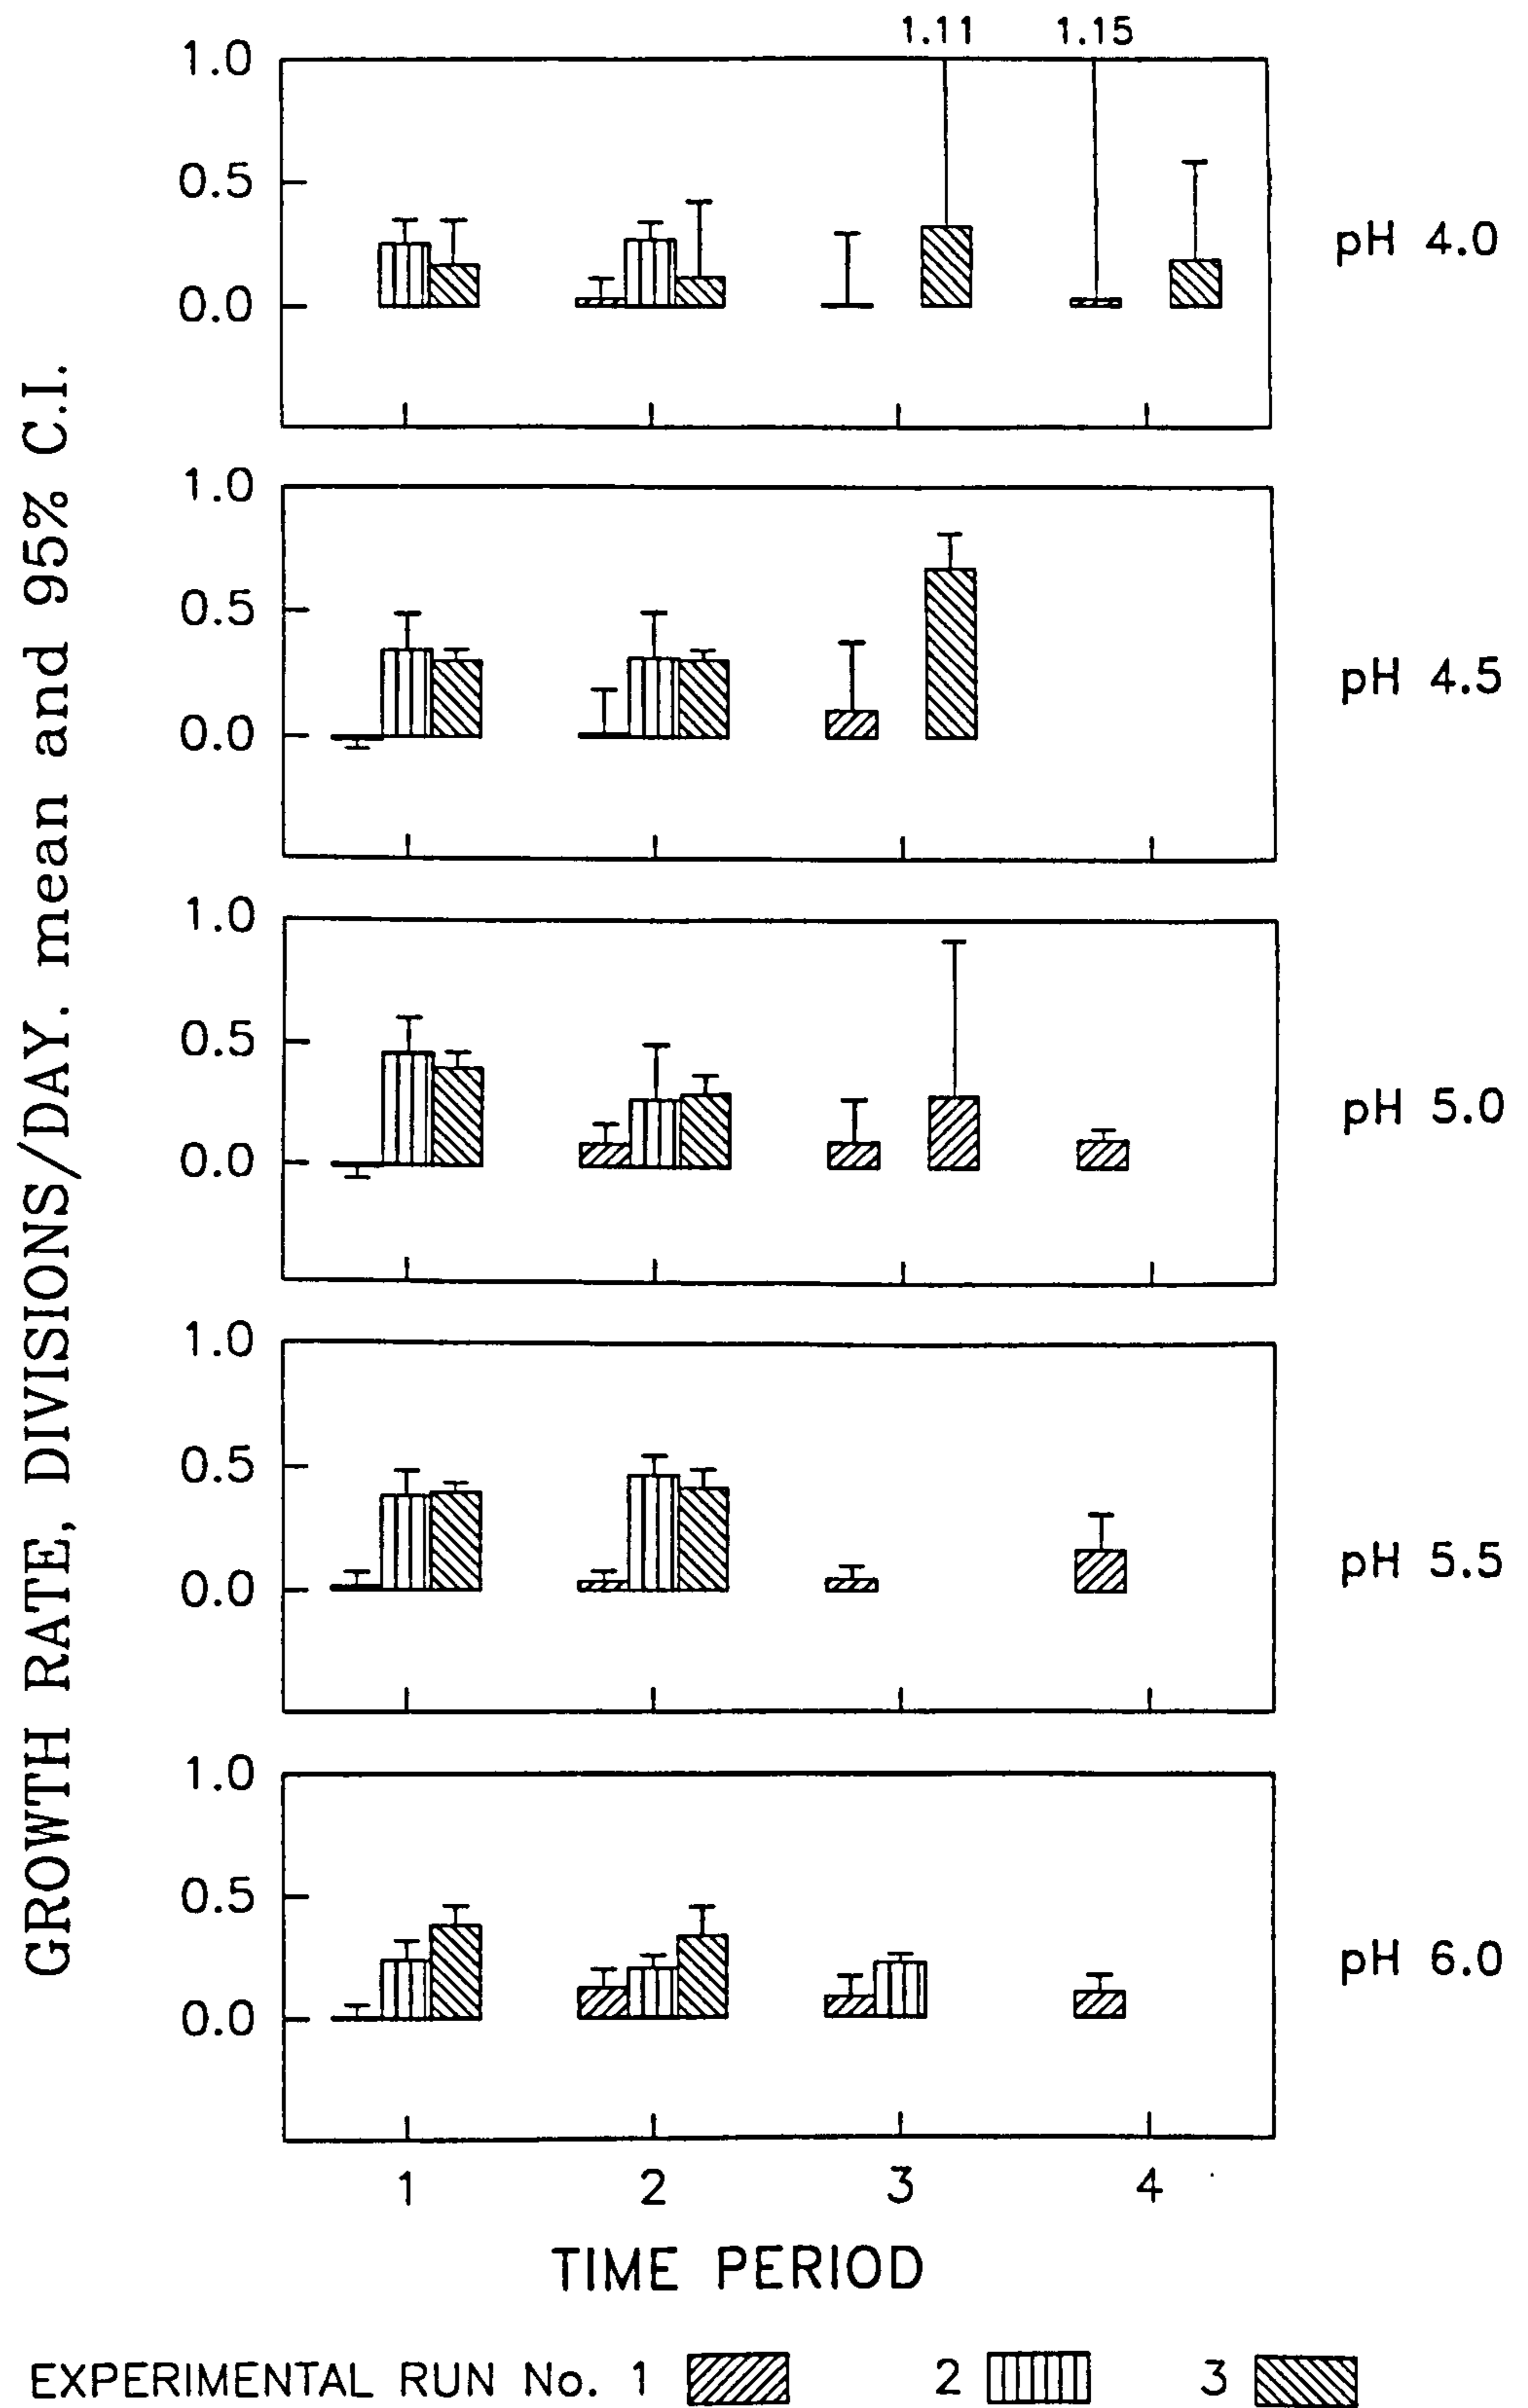 1.11 1.15
1.0
0.5
0.0
pH 4.0
1.0
0.5
0.0
pH 4.5
1.0
0.5
0.0
pH 5.0
1.0
0.5
0.0
pH 5.5
1.0
0.5
0.0
pH 6.0
GROWTH RATE, DIVISIONS/DAY. mean and 95% C.I.
1 2 3 4
TIME PERIOD
EXPERIMENTAL RUN No. 1 2 3